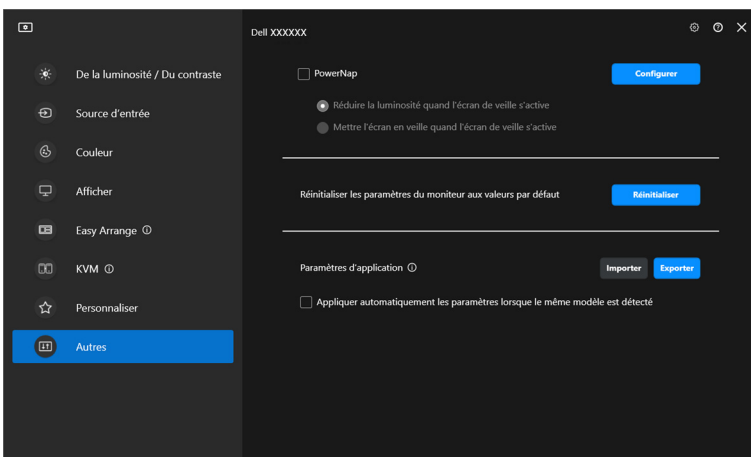 Dell XXXXXX
De la luminosité / Du contraste
Source d'entrée
Couleur
Afficher
Easy Arrange
KVM
Personnaliser
Autres
PowerNap
Configurer
Réduire la luminosité quand l'écran de veille s'active
Mettre l'écran en veille quand l'écran de veille s'active
Réinitialiser les paramètres du moniteur aux valeurs par défaut
Réinitialiser
Paramètres d'application
Importer
Exporter
Appliquer automatiquement les paramètres lorsque le même modèle est détecté